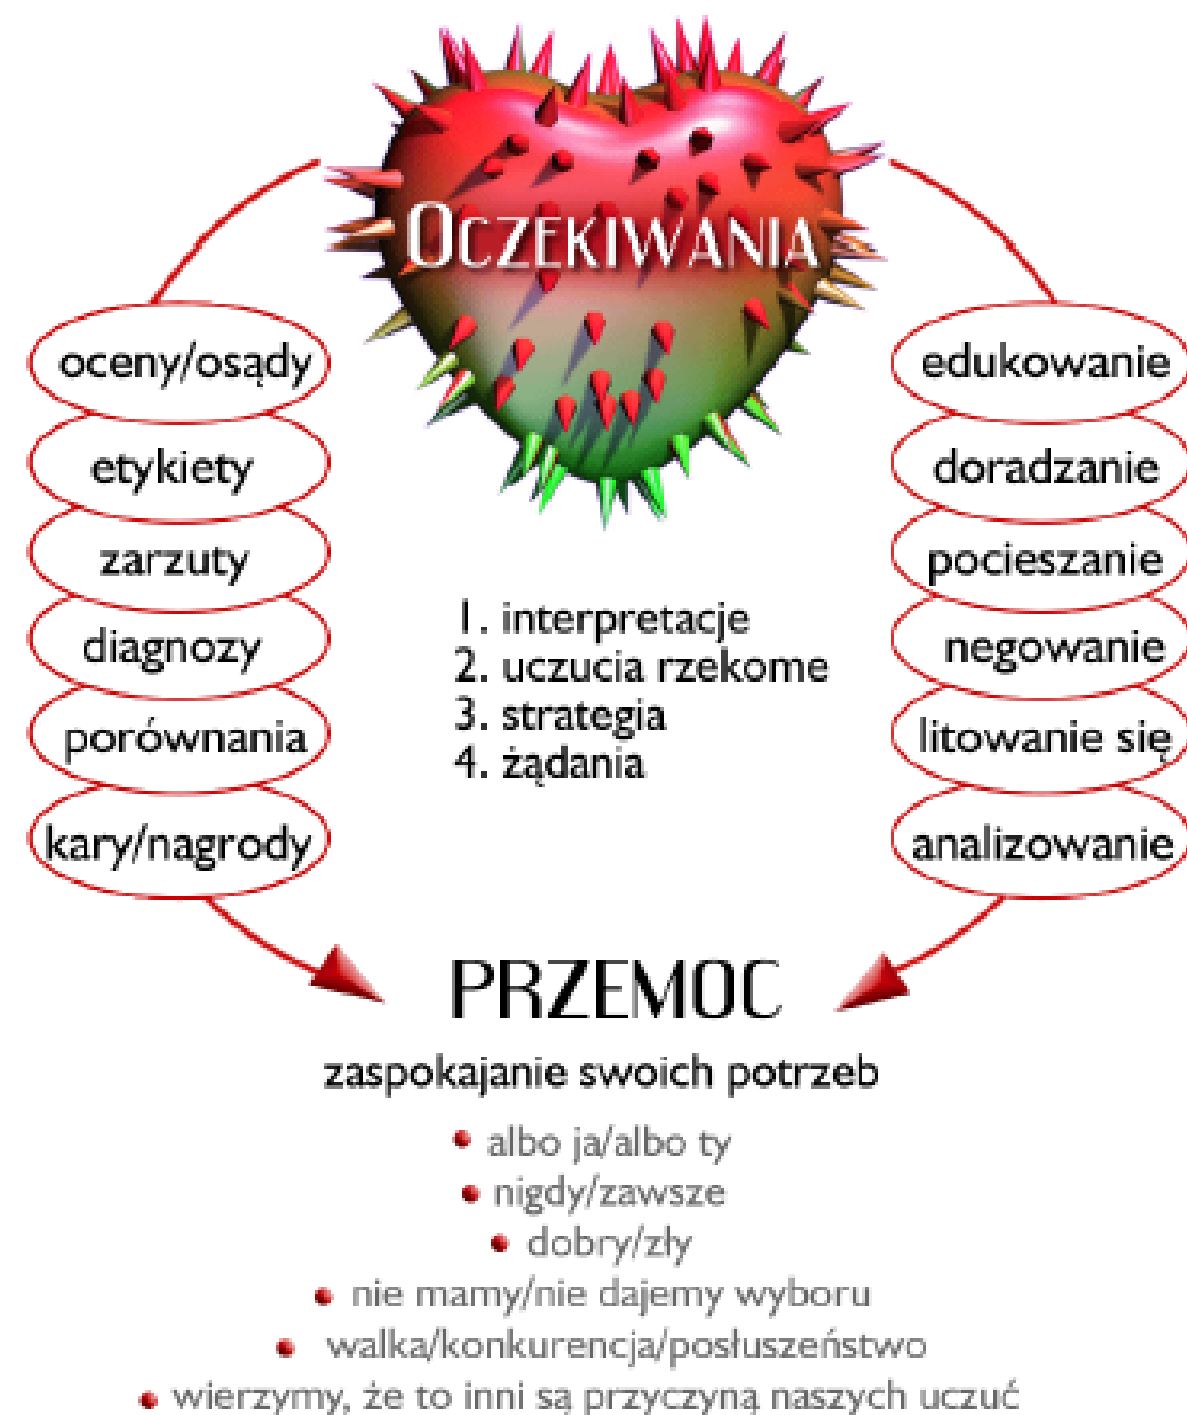 OCZEKIWANIA
oceny/osądy
etykiety
zarzuty
diagnozy
porównania
kary/nagrody
edukowanie
doradzanie
pocieszanie
negowanie
litowanie się
analizowanie
1. interpretacje
2. uczucia rzekome
3. strategia
4. żądania
PRZEMOC
zaspokajanie swoich potrzeb
• albo ja/albo ty
• nigdy/zawsze
• dobry/zły
• nie mamy/nie dajemy wyboru
• walka/konkurencja/posłuszeństwo
• wierzymy, że to inni są przyczyną naszych uczuć